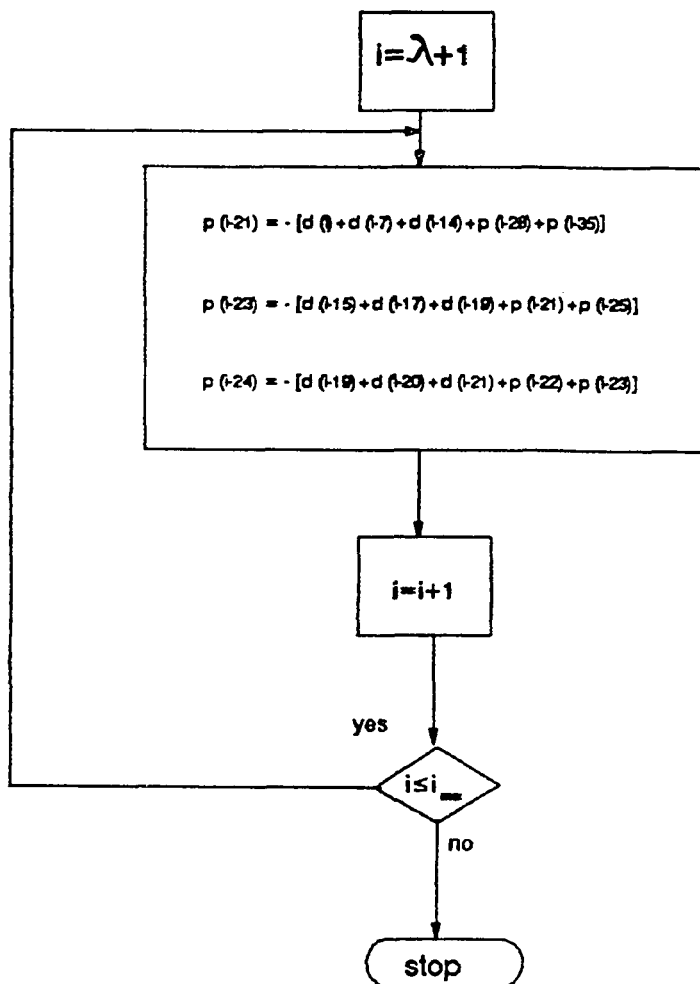 i=λ+1
p (i-21) = - [d (i) + d (i-7) + d (i-14) + p (i-28) + p (i-35)]
p (i-23) = - [d (i-15) + d (i-17) + d (i-19) + p (i-21) + p (i-25)]
p (i-24) = - [d (i-19) + d (i-20) + d (i-21) + p (i-22) + p (i-23)]
i=i+1
yes
i≤i
no
stop